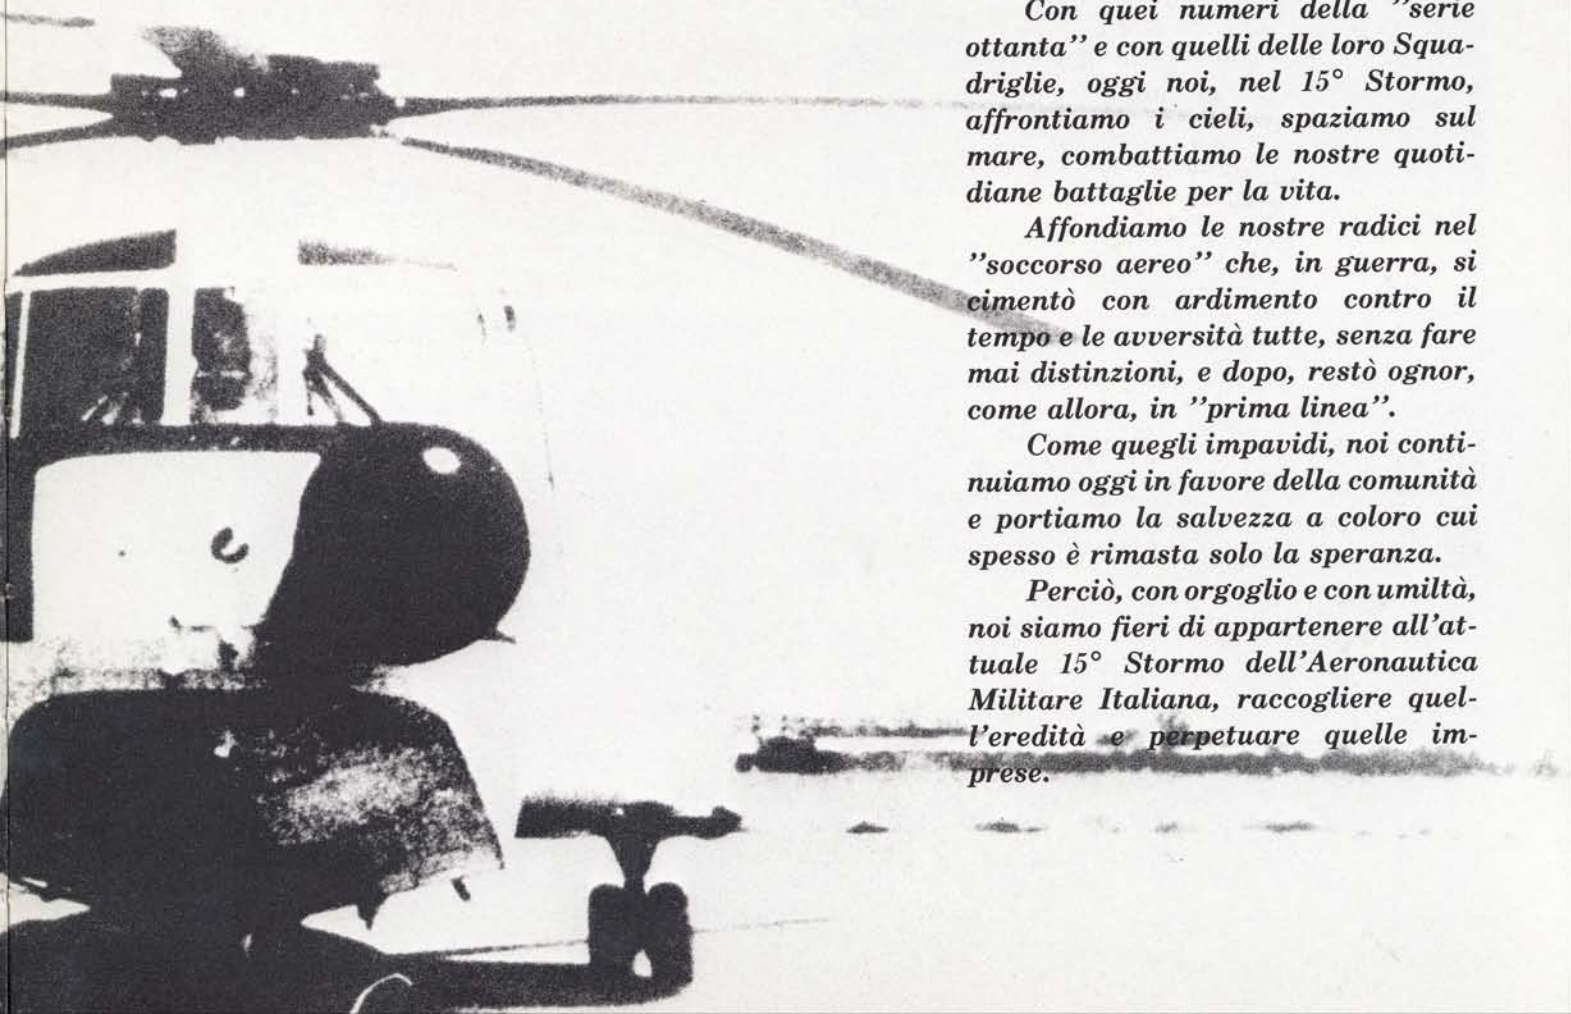 Con quei numeri della ”serie
ottanta” e con quelli delle loro Squa-
driglie, oggi noi, nel 15° Stormo,
affrontiamo i cieli, spaziamo sul
mare, combattiamo le nostre quoti-
diane battaglie per la vita.
Affondiamo le nostre radici nel
”soccorso aereo” che, in guerra, si
cimentò con ardimento contro il
tempo e le avversità tutte, senza fare
mai distinzioni, e dopo, restò ognor,
come allora, in ”prima linea”.
Come quegli impavidi, noi conti-
nuiamo oggi in favore della comunità
e portiamo la salvezza a coloro cui
spesso è rimasta solo la speranza.
Perciò, con orgoglio e con umiltà,
noi siamo fieri di appartenere all'at-
tuale 15° Stormo dell'Aeronautica
Militare Italiana, raccogliere quel-
l'eredità e perpetuare quelle im-
prese.